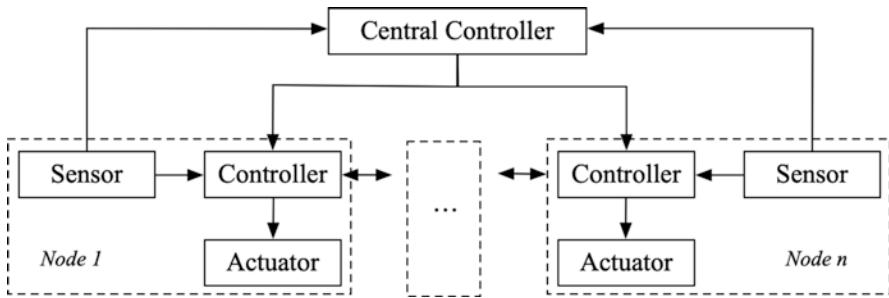 Central Controller
Sensor
Controller
...
Controller
Sensor
Node 1
Actuator
Actuator
Node n